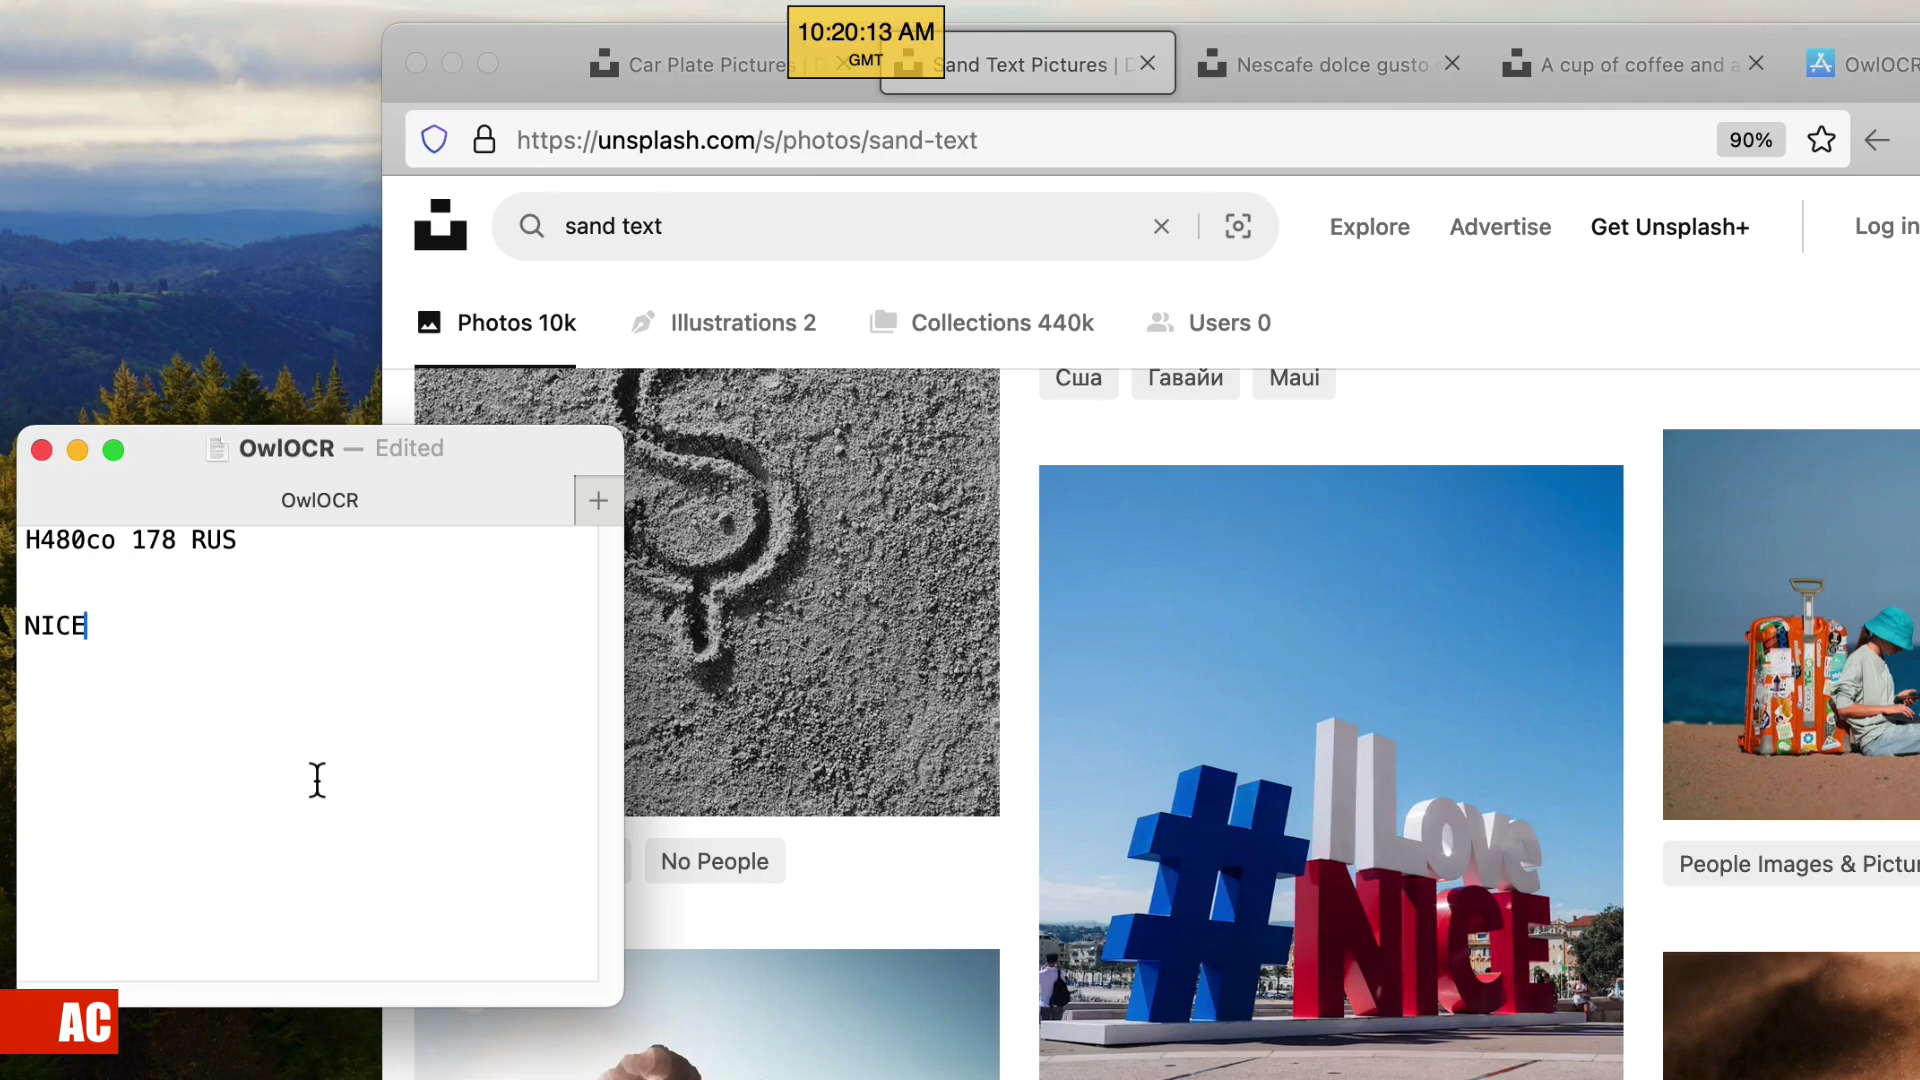 10:20:13 AM
GMT
Car Plate Pictures | D
Sand Text Pictures | D
Nescafe dolce gusto
A cup of coffee and a
OwlOCR
https://unsplash.com/s/photos/sand-text
90%
sand text
Explore
Advertise
Get Unsplash+
Log in
Photos 10k
Illustrations 2
Collections 440k
Users 0
Сша
Гавайи
Maui
OwlOCR — Edited
OwlOCR
H480co 178 RUS
NICE
No People
#ILove
NICE
People Images & Pictur
AC